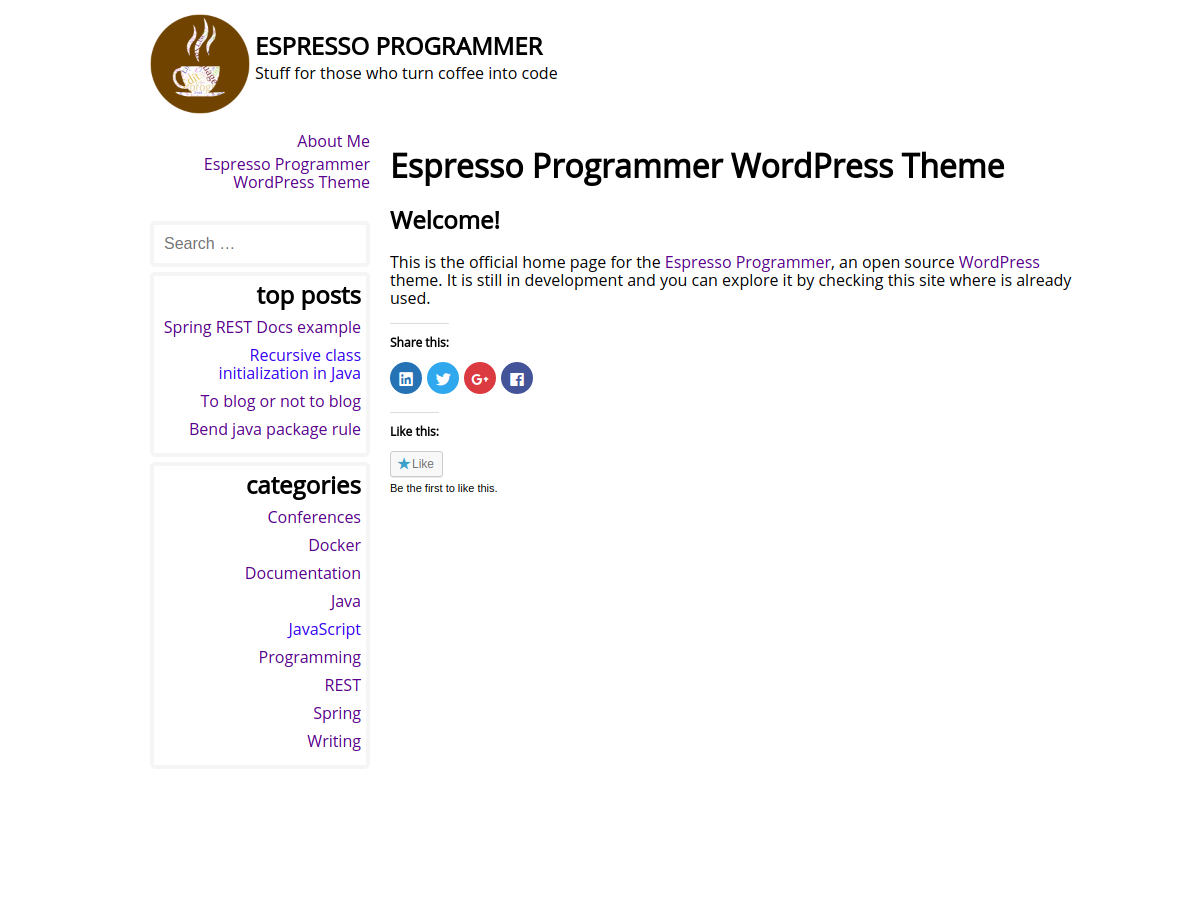 ESPRESSO PROGRAMMER
Stuff for those who turn coffee into code
About Me
Espresso Programmer
WordPress Theme
Search …
top posts
Spring REST Docs example
Recursive class
initialization in Java
To blog or not to blog
Bend java package rule
categories
Conferences
Docker
Documentation
Java
JavaScript
Programming
REST
Spring
Writing
Espresso Programmer WordPress Theme
Welcome!
This is the official home page for the Espresso Programmer, an open source WordPress
theme. It is still in development and you can explore it by checking this site where is already
used.
Share this:
Like this:
Like
Be the first to like this.